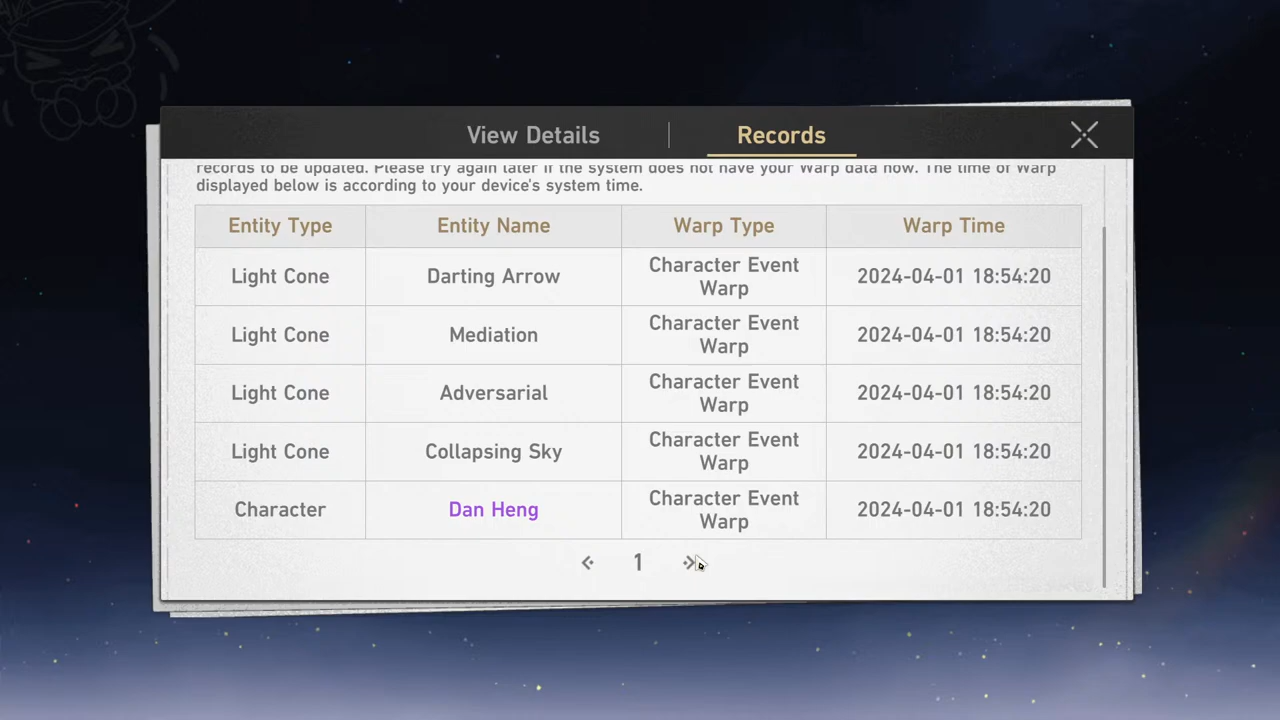 View Details
Records
records to be updated. Please try again later if the system does not have your Warp data now. The time of Warp
displayed below is according to your device's system time.
Entity Type Entity Name Warp Type Warp Time
Light Cone Darting Arrow Character Event Warp 2024-04-01 18:54:20
Light Cone Mediation Character Event Warp 2024-04-01 18:54:20
Light Cone Adversarial Character Event Warp 2024-04-01 18:54:20
Light Cone Collapsing Sky Character Event Warp 2024-04-01 18:54:20
Character Dan Heng Character Event Warp 2024-04-01 18:54:20
1